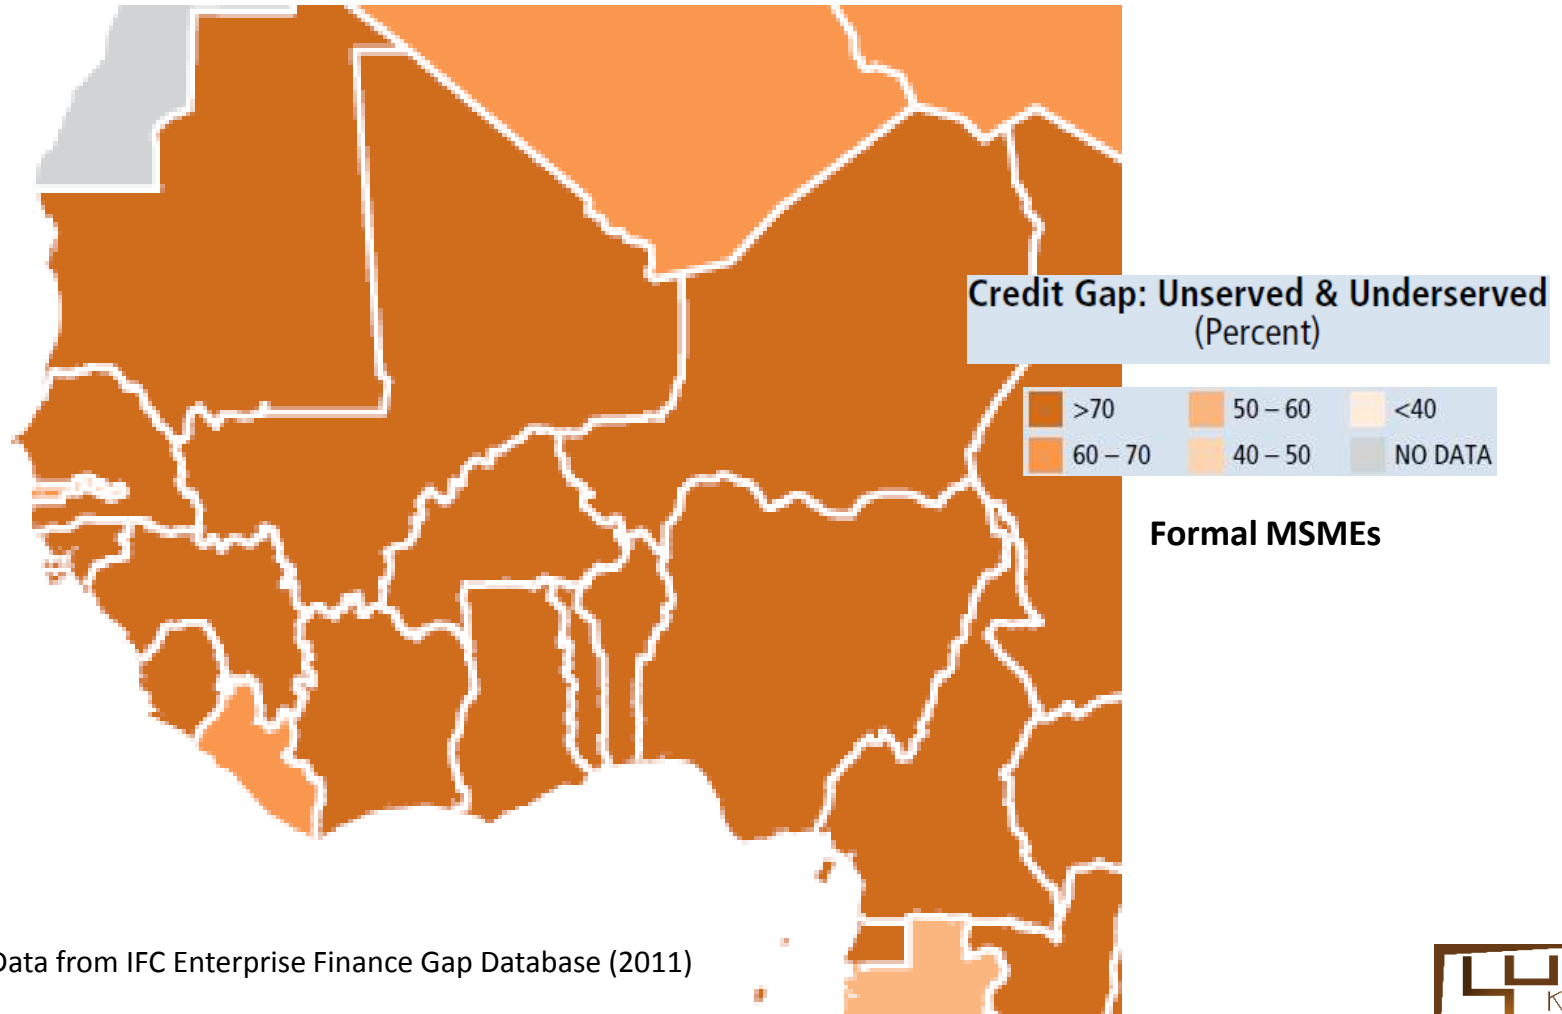 Credit Gap: Unserved & Underserved
(Percent)
>70 50 – 60 <40
60 – 70 40 – 50 NO DATA
Formal MSMEs
Data from IFC Enterprise Finance Gap Database (2011)
K